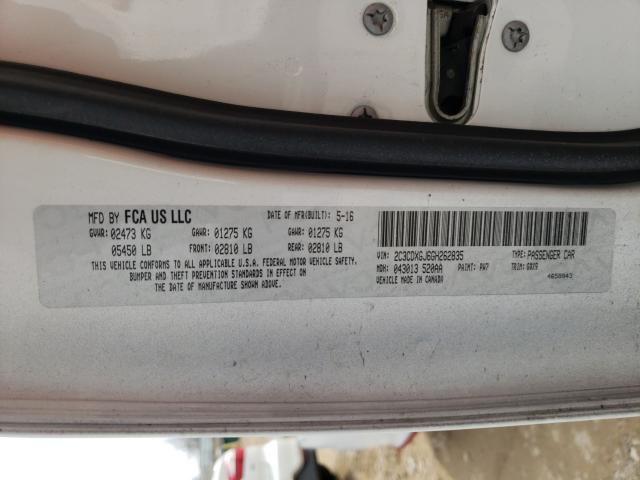 MFD BY FCA US LLC DATE OF MFR(BUILT): 5-16
GVWR: 02473 KG GAWR: 01275 KG GAWR: 01275 KG
05450 LB FRONT: 02810 LB REAR: 02810 LB
THIS VEHICLE CONFORMS TO ALL APPLICABLE U.S.A. FEDERAL MOTOR VEHICLE SAFETY,
BUMPER AND THEFT PREVENTION STANDARDS IN EFFECT ON
THE DATE OF MANUFACTURE SHOWN ABOVE.
VIN: 2C3CDXGJ6GH262835 TYPE: PASSENGER CAR
MDH: 043013 520AA PAINT: PW7 TRIM: GRX9
VEHICLE MADE IN CANADA 4658843